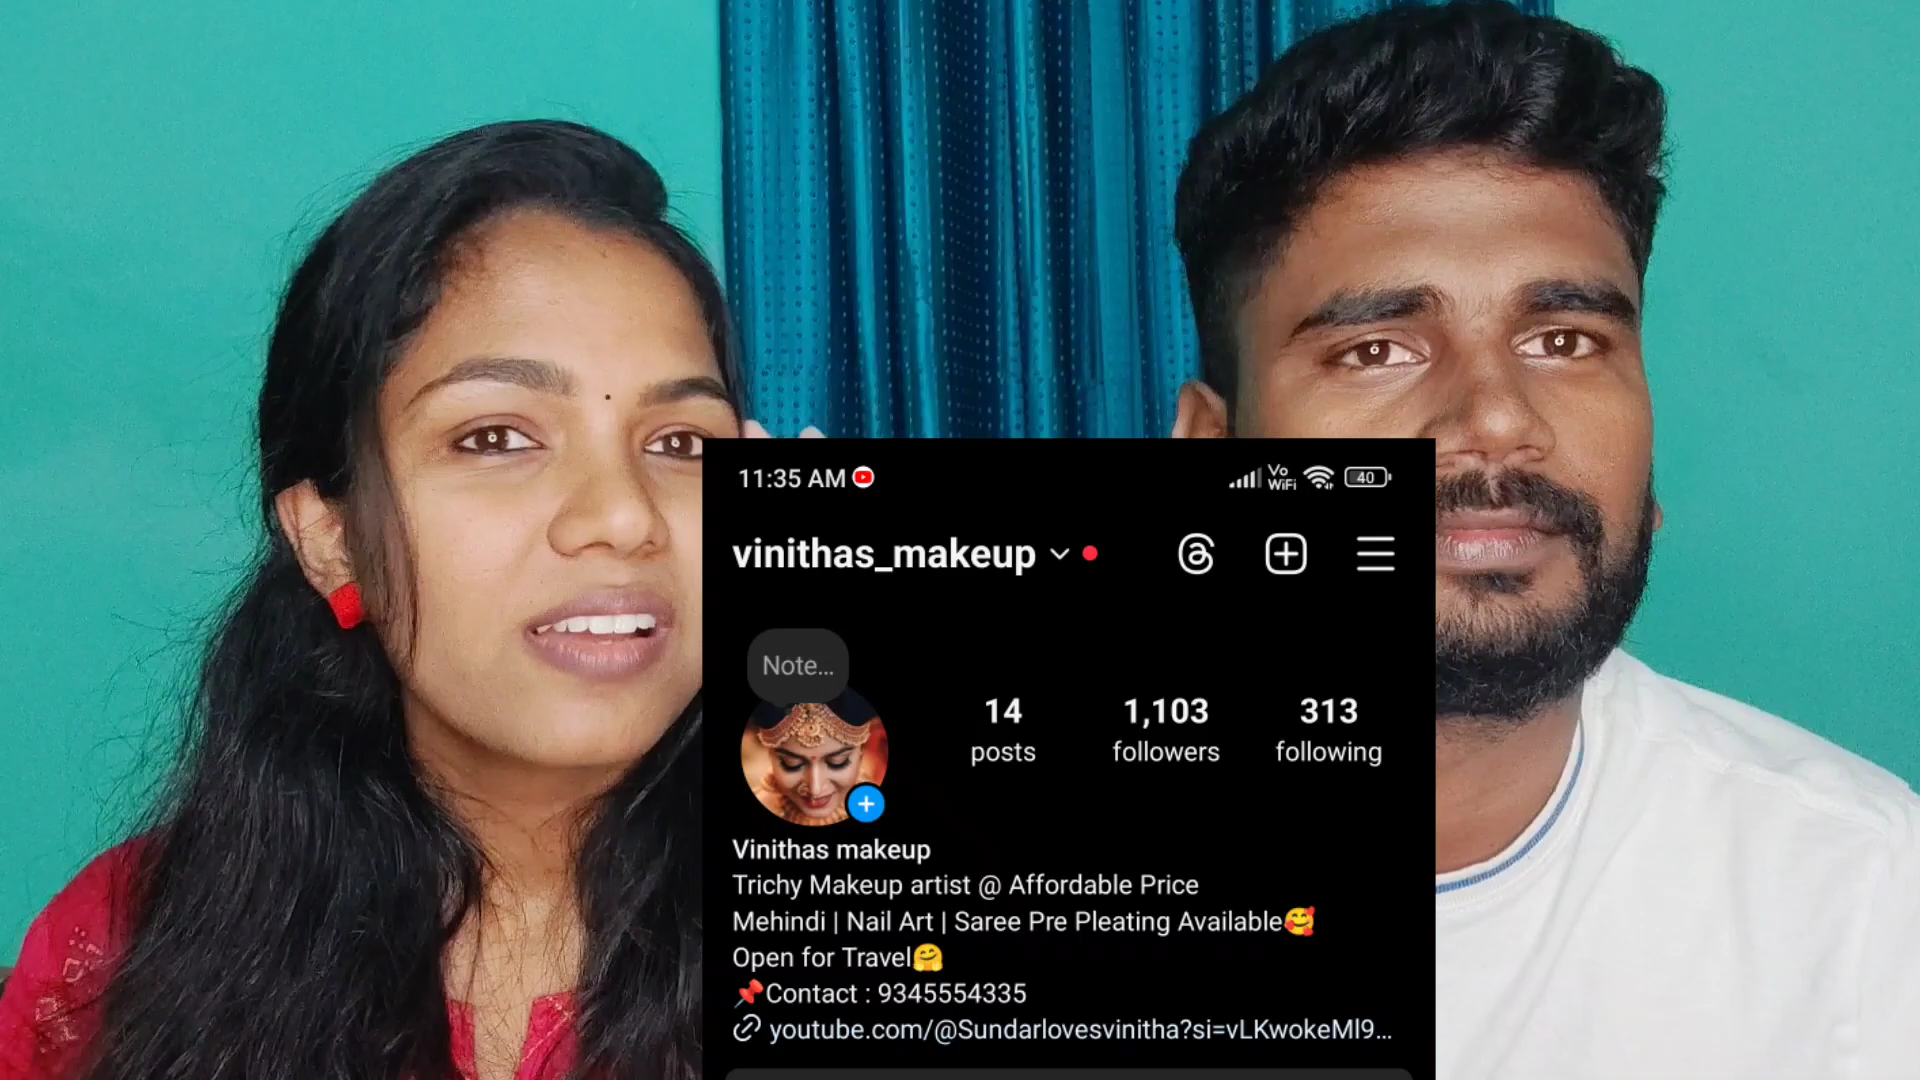 11:35 AM
Vo
WiFi
40
vinithas_makeup
Note...
14 posts
1,103 followers
313 following
Vinithas makeup
Trichy Makeup artist @ Affordable Price
Mehindi | Nail Art | Saree Pre Pleating Available🥰
Open for Travel🤗
📌Contact : 9345554335
youtube.com/@Sundarlovesvinitha?si=vLKwokeMl9...